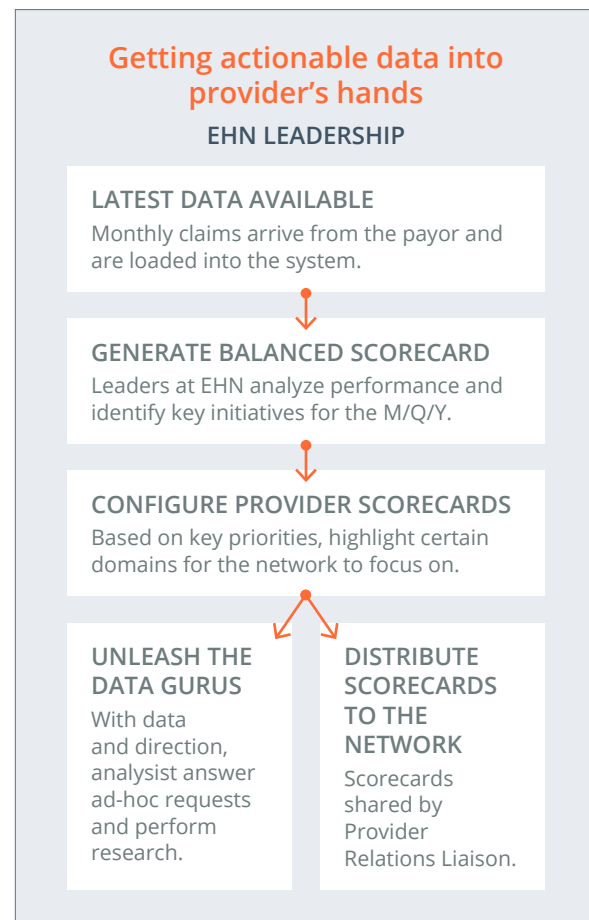 Getting actionable data into
provider's hands
EHN LEADERSHIP
LATEST DATA AVAILABLE
Monthly claims arrive from the payor and
are loaded into the system.
GENERATE BALANCED SCORECARD
Leaders at EHN analyze performance and
identify key initiatives for the M/Q/Y.
CONFIGURE PROVIDER SCORECARDS
Based on key priorities, highlight certain
domains for the network to focus on.
UNLEASH THE
DATA GURUS
With data
and direction,
analysist answer
ad-hoc requests
and perform
research.
DISTRIBUTE
SCORECARDS
TO THE
NETWORK
Scorecards
shared by
Provider
Relations Liaison.